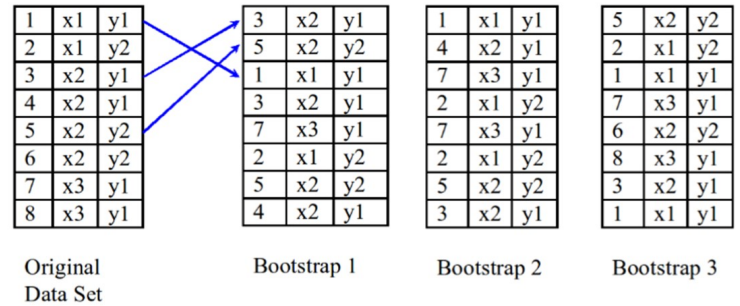 1 x1 y1
2 x1 y2
3 x2 y1
4 x2 y1
5 x2 y2
6 x2 y2
7 x3 y1
8 x3 y1
Original
Data Set
3 x2 y1
5 x2 y2
1 x1 y1
3 x2 y1
7 x3 y1
2 x1 y2
5 x2 y2
4 x2 y1
Bootstrap 1
1 x1 y1
4 x2 y1
7 x3 y1
2 x1 y2
7 x3 y1
2 x1 y2
5 x2 y2
3 x2 y1
Bootstrap 2
5 x2 y2
2 x1 y2
1 x1 y1
7 x3 y1
6 x2 y2
8 x3 y1
3 x2 y1
1 x1 y1
Bootstrap 3